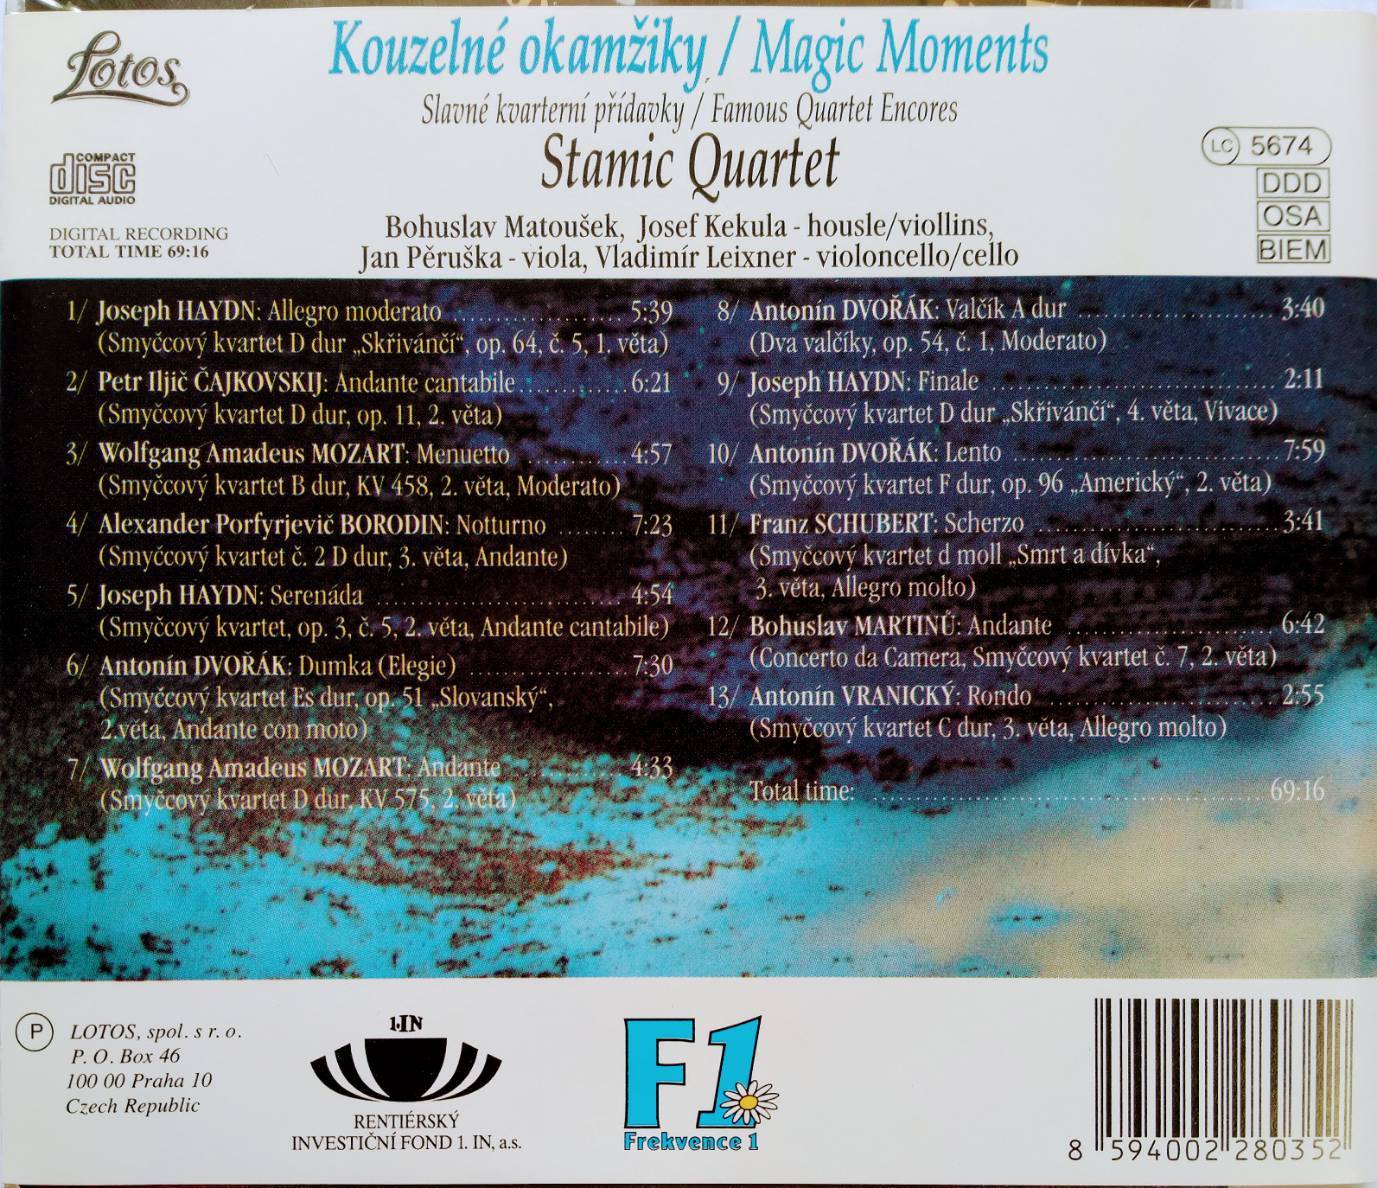 Lotos
Kouzelné okamžiky / Magic Moments
Slavné kvarterní přídavky / Famous Quartet Encores
Stamic Quartet
Bohuslav Matoušek, Josef Kekula - housle/viollins,
Jan Pěruška - viola, Vladimír Leixner - violoncello/cello
COMPACT
disc
DIGITAL AUDIO
DIGITAL RECORDING
TOTAL TIME 69:16
LC 5674
DDD
OSA
BIEM
1/ Joseph HAYDN: Allegro moderato 5:39
(Smyčcový kvartet D dur „Skřivánčí“, op. 64, č. 5, 1. věta)
2/ Petr Iljič ČAJKOVSKIJ: Andante cantabile 6:21
(Smyčcový kvartet D dur, op. 11, 2. věta)
3/ Wolfgang Amadeus MOZART: Menuetto 4:57
(Smyčcový kvartet B dur, KV 458, 2. věta, Moderato)
4/ Alexander Porfyrjevič BORODIN: Notturno 7:23
(Smyčcový kvartet č. 2 D dur, 3. věta, Andante)
5/ Joseph HAYDN: Serenáda 4:54
(Smyčcový kvartet, op. 3, č. 5, 2. věta, Andante cantabile)
6/ Antonín DVOŘÁK: Dumka (Elegie) 7:30
(Smyčcový kvartet Es dur, op. 51 „Slovanský“,
2.věta, Andante con moto)
7/ Wolfgang Amadeus MOZART: Andante 4:33
(Smyčcový kvartet D dur, KV 575, 2. věta)
8/ Antonín DVOŘÁK: Valčík A dur 3:40
(Dva valčíky, op. 54, č. 1, Moderato)
9/ Joseph HAYDN: Finale 2:11
(Smyčcový kvartet D dur „Skřivánčí“, 4. věta, Vivace)
10/ Antonín DVOŘÁK: Lento 7:59
(Smyčcový kvartet F dur, op. 96 „Americký“, 2. věta)
11/ Franz SCHUBERT: Scherzo 3:41
(Smyčcový kvartet d moll „Smrt a dívka“,
3. věta, Allegro molto)
12/ Bohuslav MARTINŮ: Andante 6:42
(Concerto da Camera, Smyčcový kvartet č. 7, 2. věta)
13/ Antonín VRANICKÝ: Rondo 2:55
(Smyčcový kvartet C dur, 3. věta, Allegro molto)
Total time: 69:16
P LOTOS, spol. s r. o.
P. O. Box 46
100 00 Praha 10
Czech Republic
1.IN
RENTIÉRSKÝ
INVESTIČNÍ FOND 1. IN, a.s.
F1
Frekvence 1
8 594002 280352